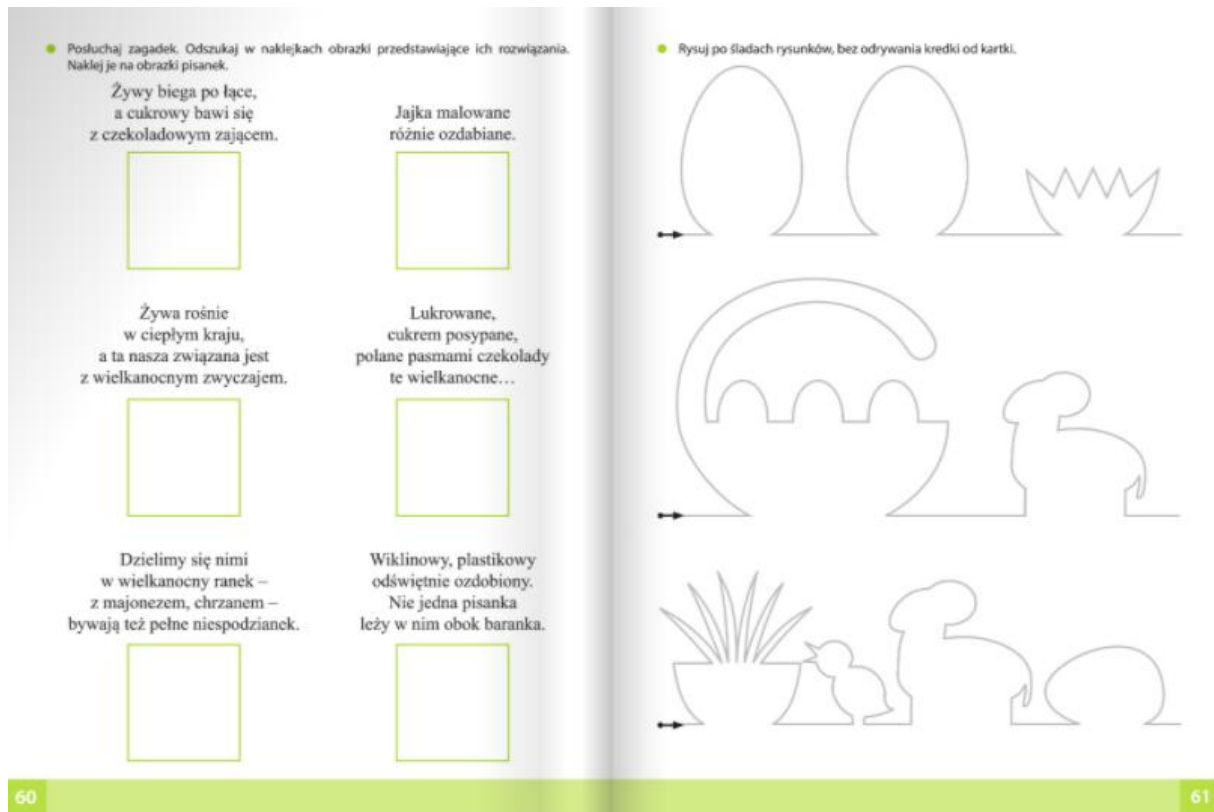 Posłuchaj zagadek. Odszukaj w naklejkach obrazki przedstawiające ich rozwiązania.
Naklej je na obrazki pisanek.
Żywy biega po łące,
a cukrowy bawi się
z czekoladowym zającem.
Jajka malowane
różnie ozdabiane.
Żywa rośnie
w ciepłym kraju,
a ta nasza związana jest
z wielkanocnym zwyczajem.
Lukrowane,
cukrem posypane,
polane pasmami czekolady
te wielkanocne…
Dzielimy się nimi
w wielkanocny ranek –
z majonezem, chrzanem –
bywają też pełne niespodzianek.
Wiklinowy, plastikowy
odświętnie ozdobiony.
Nie jedna pisanka
leży w nim obok baranka.
60
Rysuj po śladach rysunków, bez odrywania kredki od kartki.
61